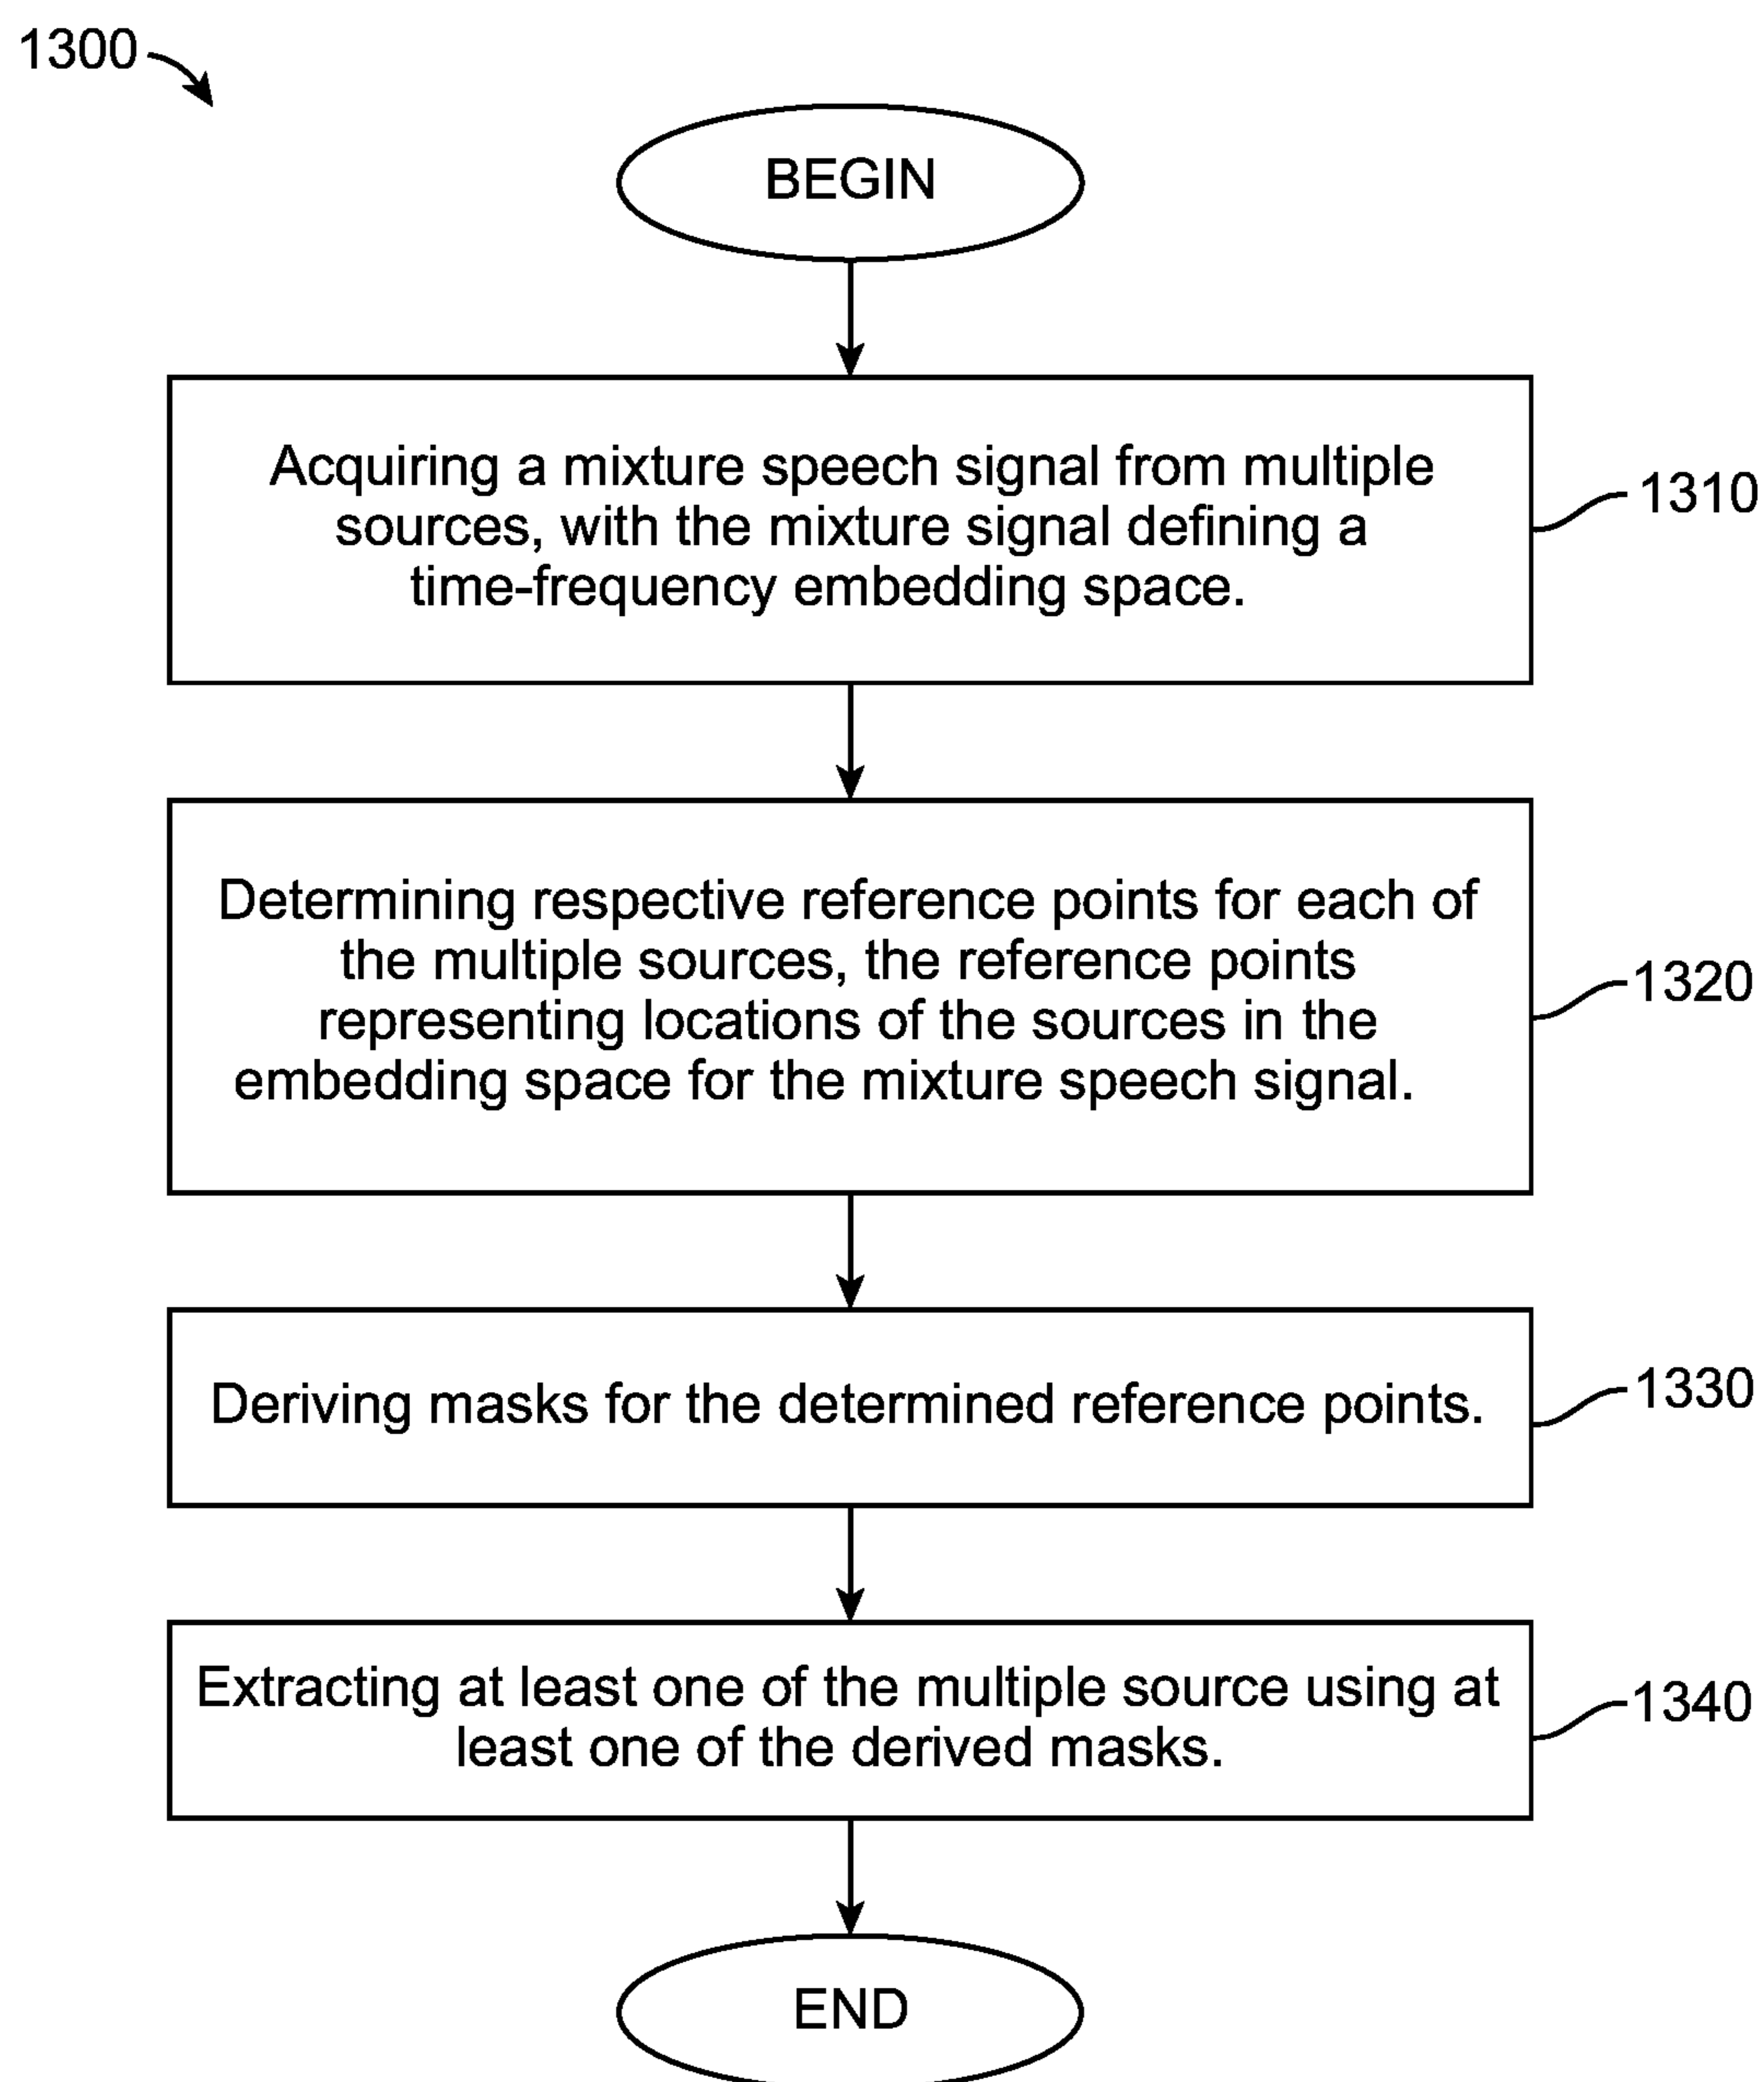 1300
BEGIN
Acquiring a mixture speech signal from multiple
sources, with the mixture signal defining a
time-frequency embedding space.
1310
Determining respective reference points for each of
the multiple sources, the reference points
representing locations of the sources in the
embedding space for the mixture speech signal.
1320
Deriving masks for the determined reference points.
1330
Extracting at least one of the multiple source using at
least one of the derived masks.
1340
END